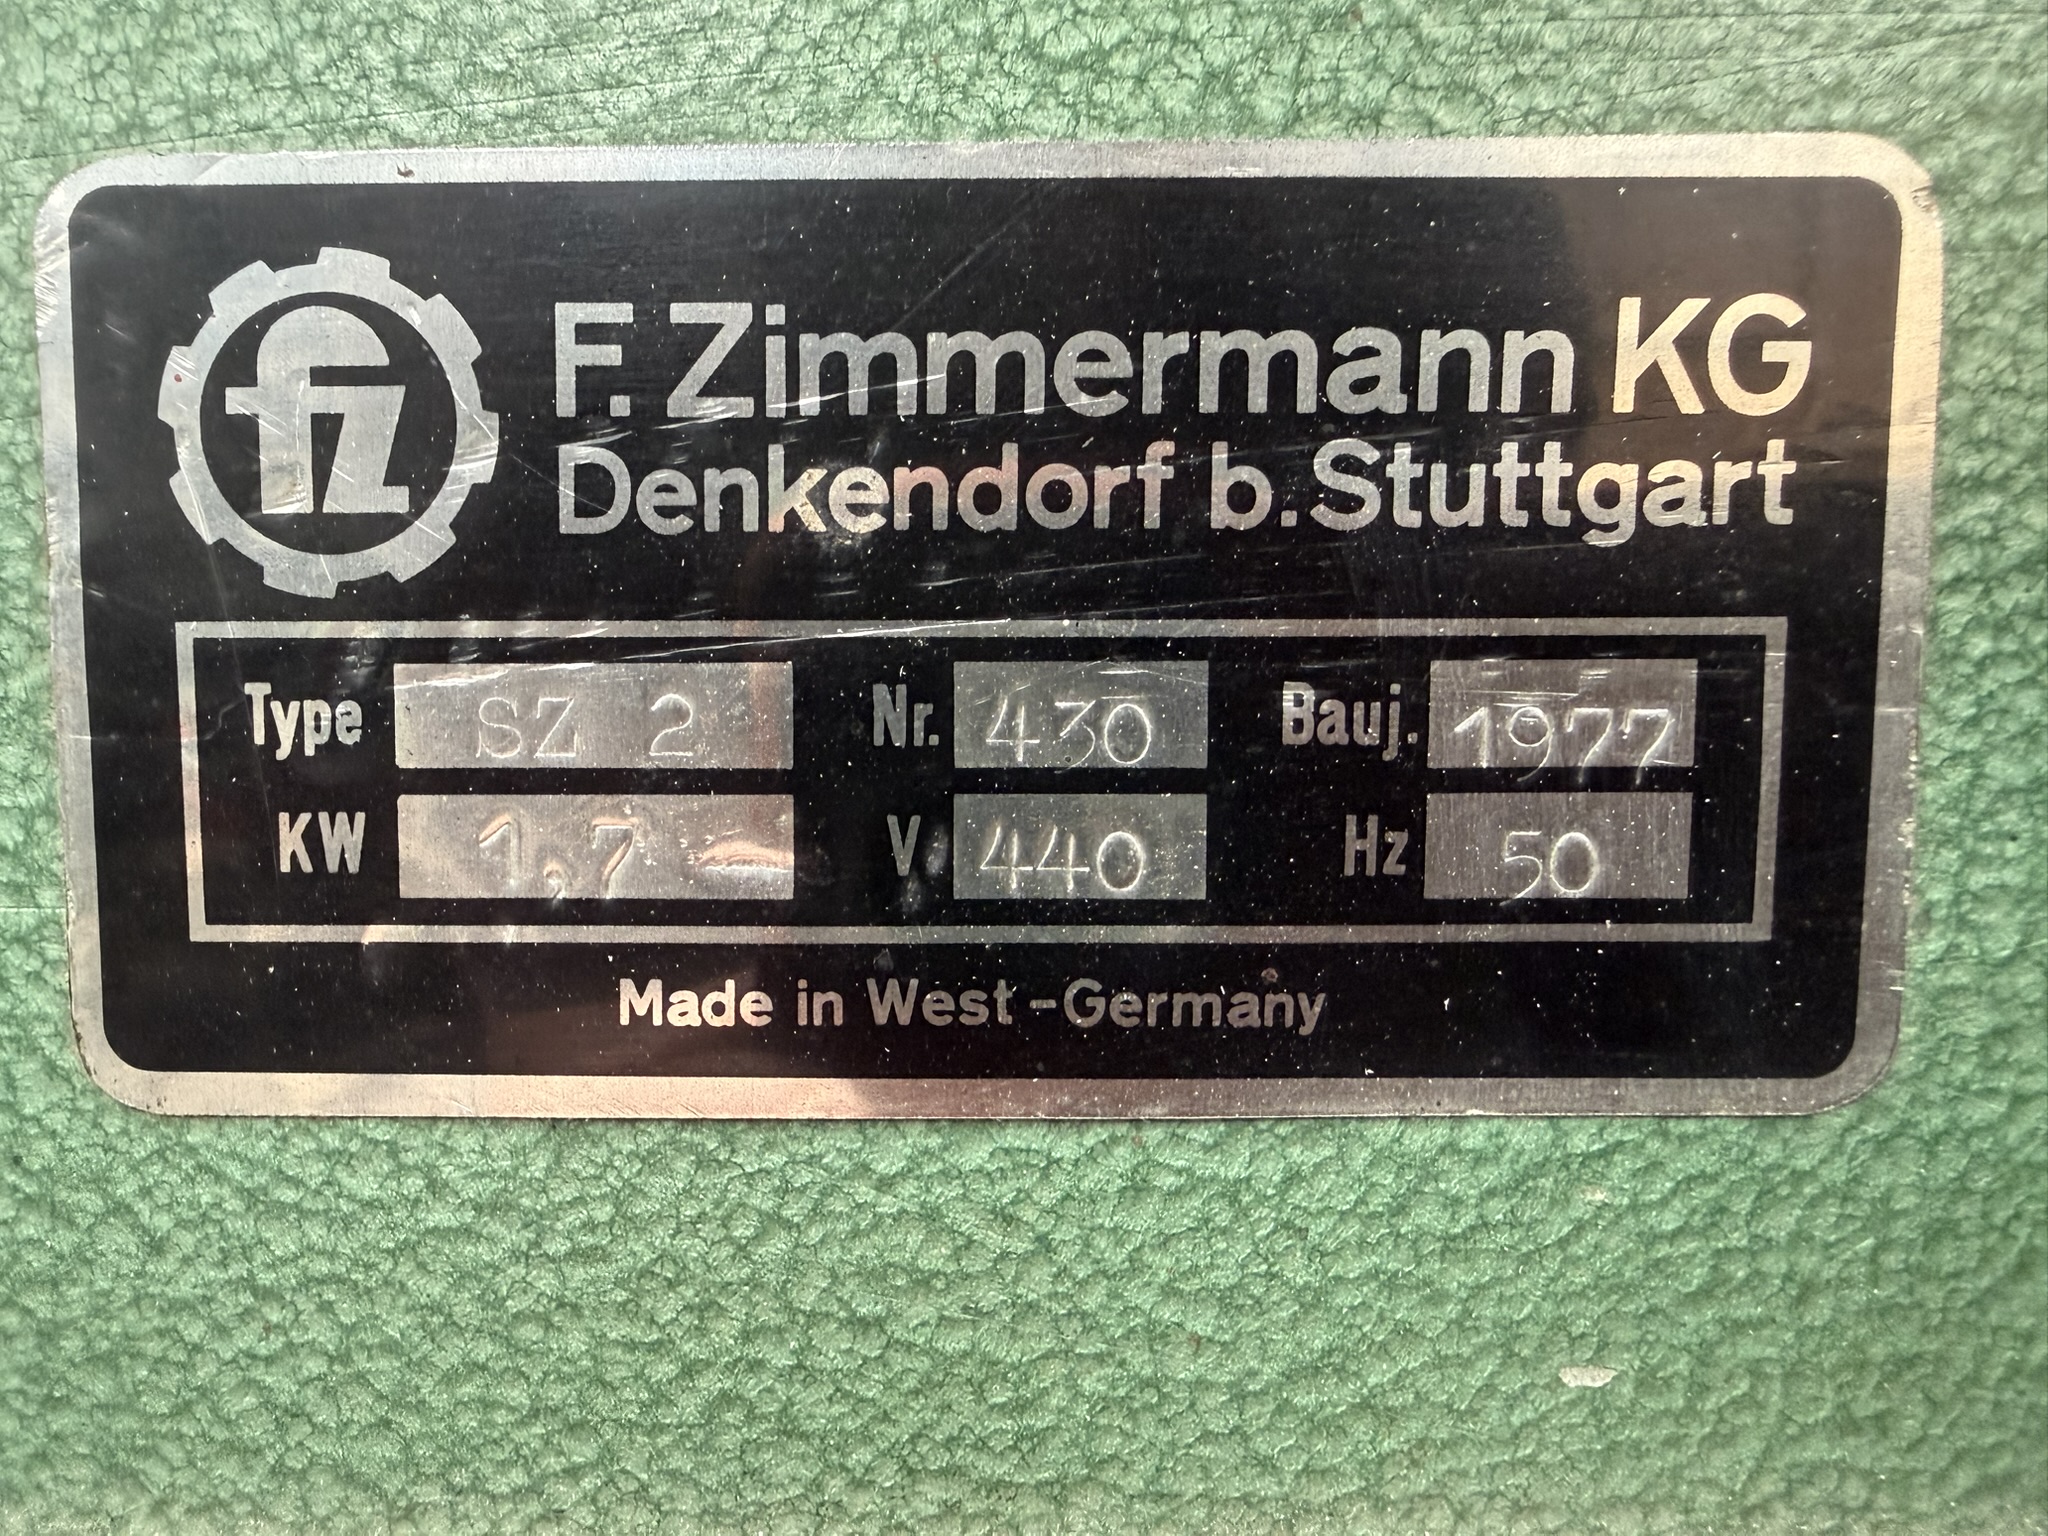 fz
F. Zimmermann KG
Denkendorf b. Stuttgart
Type SZ 2 Nr. 430 Bauj. 1977
KW 1,7 V 440 Hz 50
Made in West-Germany